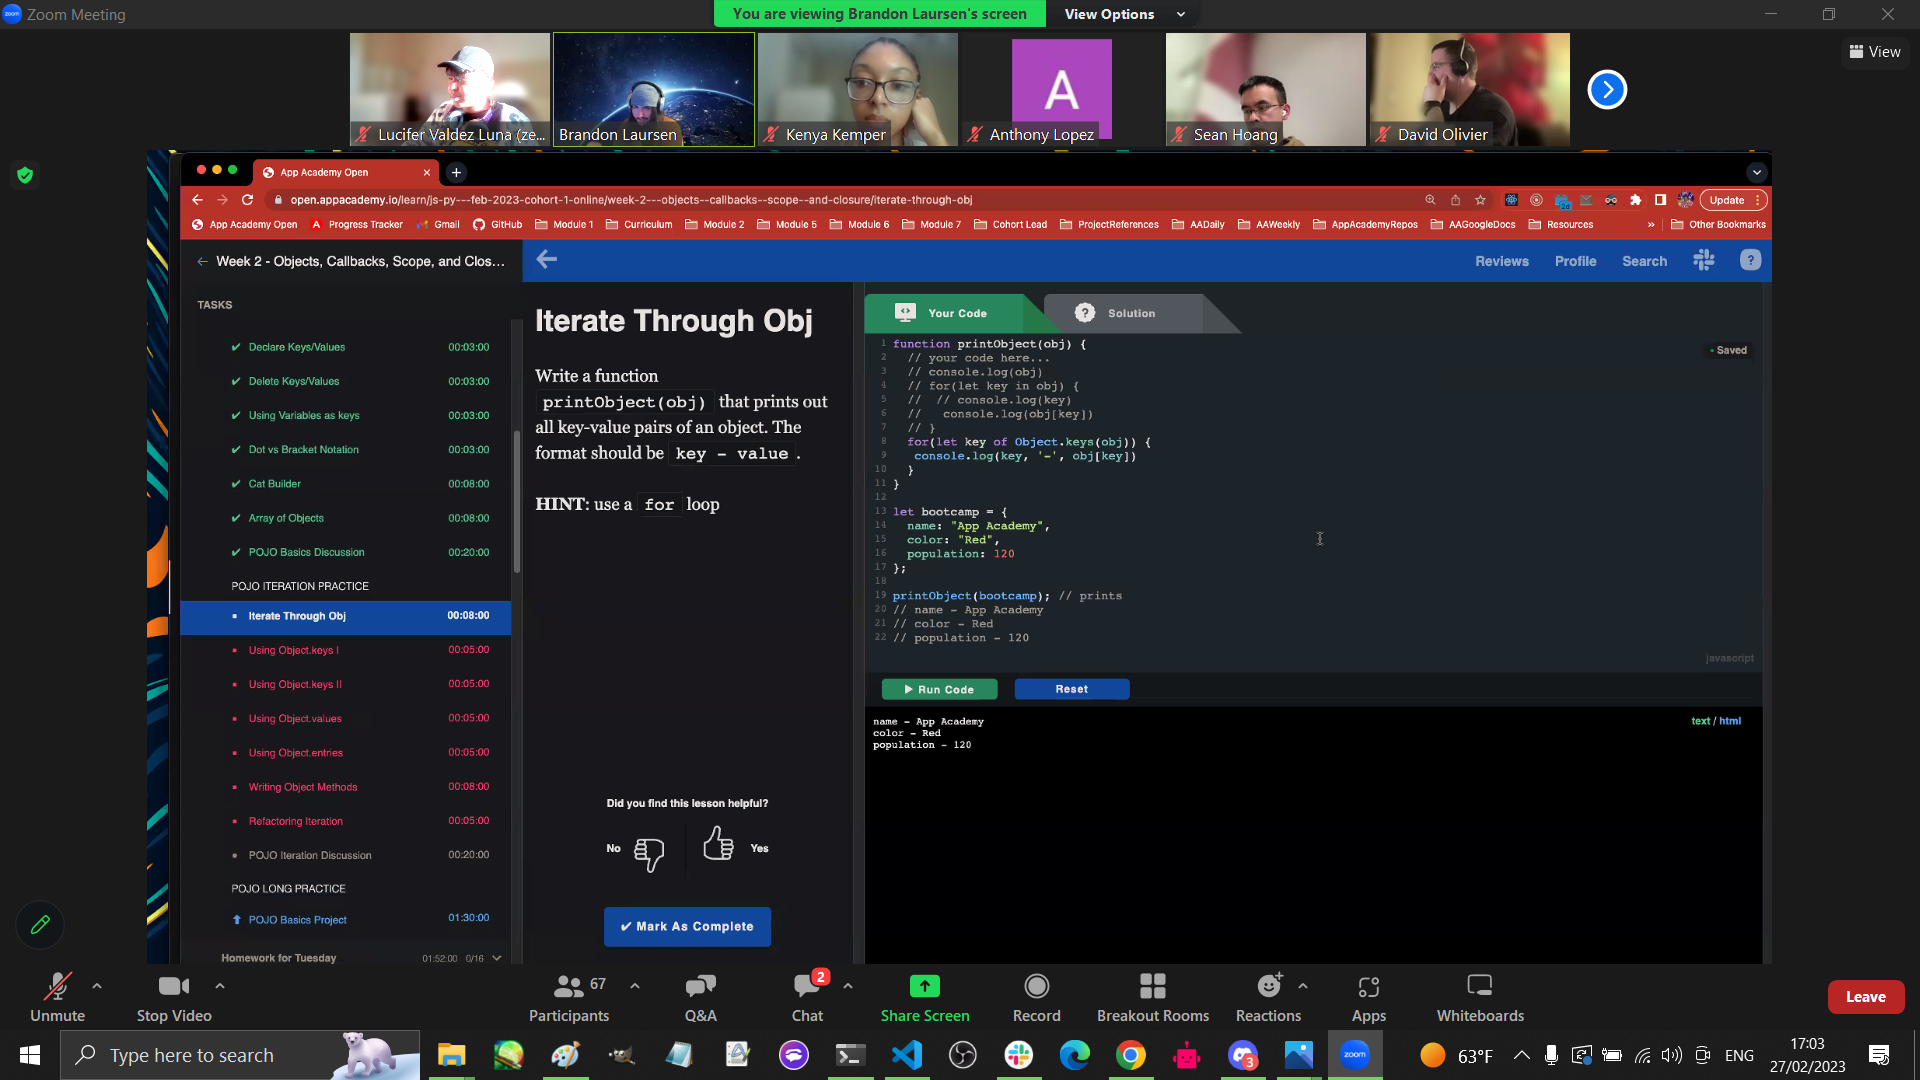 Zoom Meeting
You are viewing Brandon Laursen's screen
View Options
View
Lucifer Valdez Luna (ze...
Brandon Laursen
Kenya Kemper
A
Anthony Lopez
Sean Hoang
David Olivier
App Academy Open
open.appacademy.io/learn/js-py---feb-2023-cohort-1-online/week-2---objects--callbacks--scope--and-closure/iterate-through-obj
Update
App Academy Open
Progress Tracker
Gmail
GitHub
Module 1
Curriculum
Module 2
Module 5
Module 6
Module 7
Cohort Lead
ProjectReferences
AADaily
AAWeekly
AppAcademyRepos
AAGoogleDocs
Resources
»
Other Bookmarks
Week 2 - Objects, Callbacks, Scope, and Clos...
Reviews
Profile
Search
?
TASKS
Declare Keys/Values 00:03:00
Delete Keys/Values 00:03:00
Using Variables as keys 00:03:00
Dot vs Bracket Notation 00:03:00
Cat Builder 00:08:00
Array of Objects 00:08:00
POJO Basics Discussion 00:20:00
POJO ITERATION PRACTICE
Iterate Through Obj 00:08:00
Using Object.keys I 00:05:00
Using Object.keys II 00:05:00
Using Object.values 00:05:00
Using Object.entries 00:05:00
Writing Object Methods 00:08:00
Refactoring Iteration 00:05:00
POJO Iteration Discussion 00:20:00
POJO LONG PRACTICE
POJO Basics Project 01:30:00
Homework for Tuesday 01:52:00 0/16
Iterate Through Obj
Write a function
printObject(obj) that prints out
all key-value pairs of an object. The
format should be key - value .
HINT: use a for loop
Did you find this lesson helpful?
No
Yes
✔ Mark As Complete
Your Code
Solution
Saved
1 function printObject(obj) {
2 // your code here...
3 // console.log(obj)
4 // for(let key in obj) {
5 // // console.log(key)
6 // console.log(obj[key])
7 // }
8 for(let key of Object.keys(obj)) {
9 console.log(key, '-', obj[key])
10 }
11 }
12
13 let bootcamp = {
14 name: "App Academy",
15 color: "Red",
16 population: 120
17 };
18
19 printObject(bootcamp); // prints
20 // name - App Academy
21 // color - Red
22 // population - 120
javascript
Run Code
Reset
name - App Academy
color - Red
population - 120
text / html
Unmute
Stop Video
67
Participants
Q&A
2
Chat
Share Screen
Record
Breakout Rooms
Reactions
Apps
Whiteboards
Leave
Type here to search
zoom
3
63°F
ENG
17:03
27/02/2023